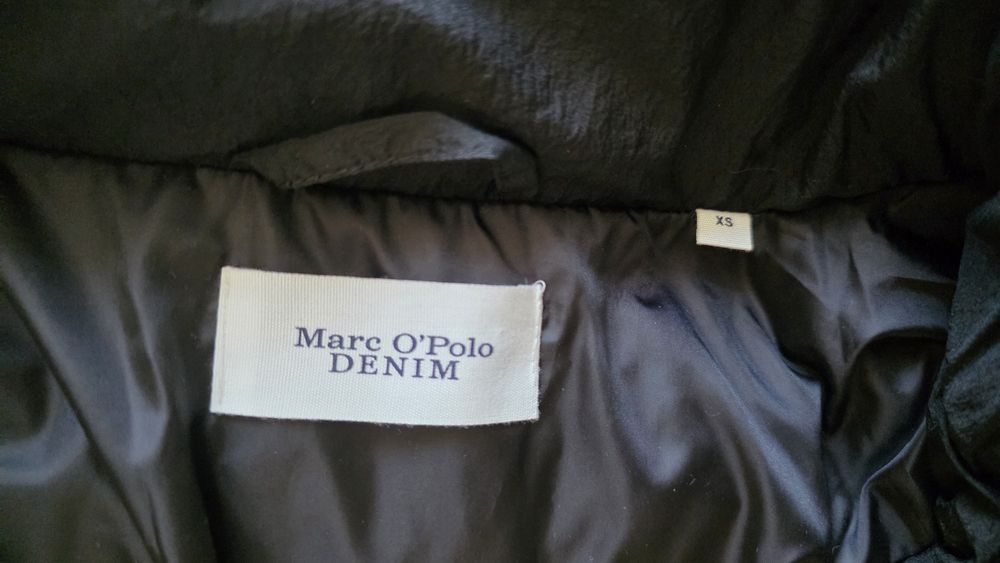 XS
Marc O'Polo
DENIM